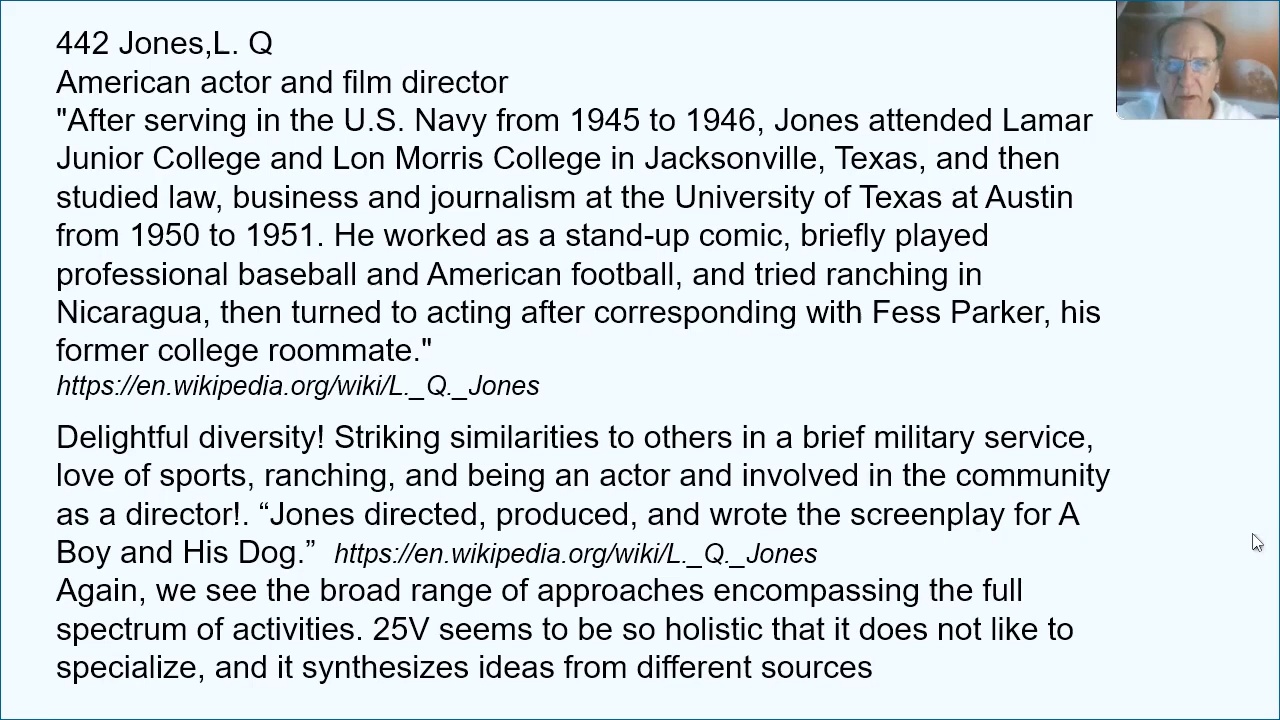 442 Jones,L. Q
American actor and film director
"After serving in the U.S. Navy from 1945 to 1946, Jones attended Lamar
Junior College and Lon Morris College in Jacksonville, Texas, and then
studied law, business and journalism at the University of Texas at Austin
from 1950 to 1951. He worked as a stand-up comic, briefly played
professional baseball and American football, and tried ranching in
Nicaragua, then turned to acting after corresponding with Fess Parker, his
former college roommate."
https://en.wikipedia.org/wiki/L._Q._Jones
Delightful diversity! Striking similarities to others in a brief military service,
love of sports, ranching, and being an actor and involved in the community
as a director!. “Jones directed, produced, and wrote the screenplay for A
Boy and His Dog.” https://en.wikipedia.org/wiki/L._Q._Jones
Again, we see the broad range of approaches encompassing the full
spectrum of activities. 25V seems to be so holistic that it does not like to
specialize, and it synthesizes ideas from different sources